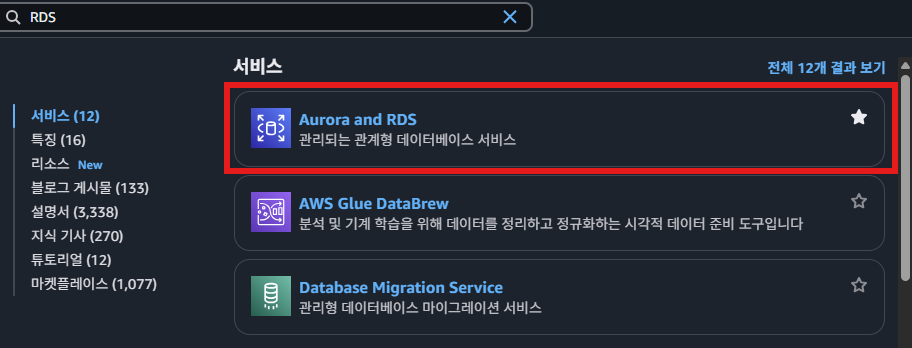 RDS
서비스
전체 12개 결과 보기
서비스 (12)
특징 (16)
리소스 New
블로그 게시물 (133)
설명서 (3,338)
지식 기사 (270)
튜토리얼 (12)
마켓플레이스 (1,077)
Aurora and RDS
관리되는 관계형 데이터베이스 서비스
AWS Glue DataBrew
분석 및 기계 학습을 위해 데이터를 정리하고 정규화하는 시각적 데이터 준비 도구입니다
Database Migration Service
관리형 데이터베이스 마이그레이션 서비스